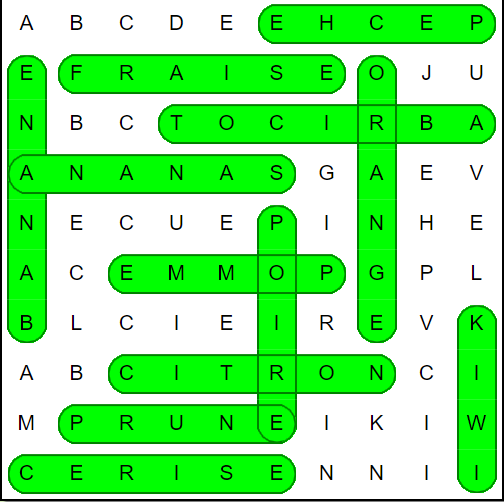 A B C D E E H C E P
E F R A I S E O J U
N B C T O C I R B A
A N A N A S G A E V
N E C U E P I N H E
A C E M M O P G P L
B L C I E I R E V K
A B C I T R O N C I
M P R U N E I K I W
C E R I S E N N I I